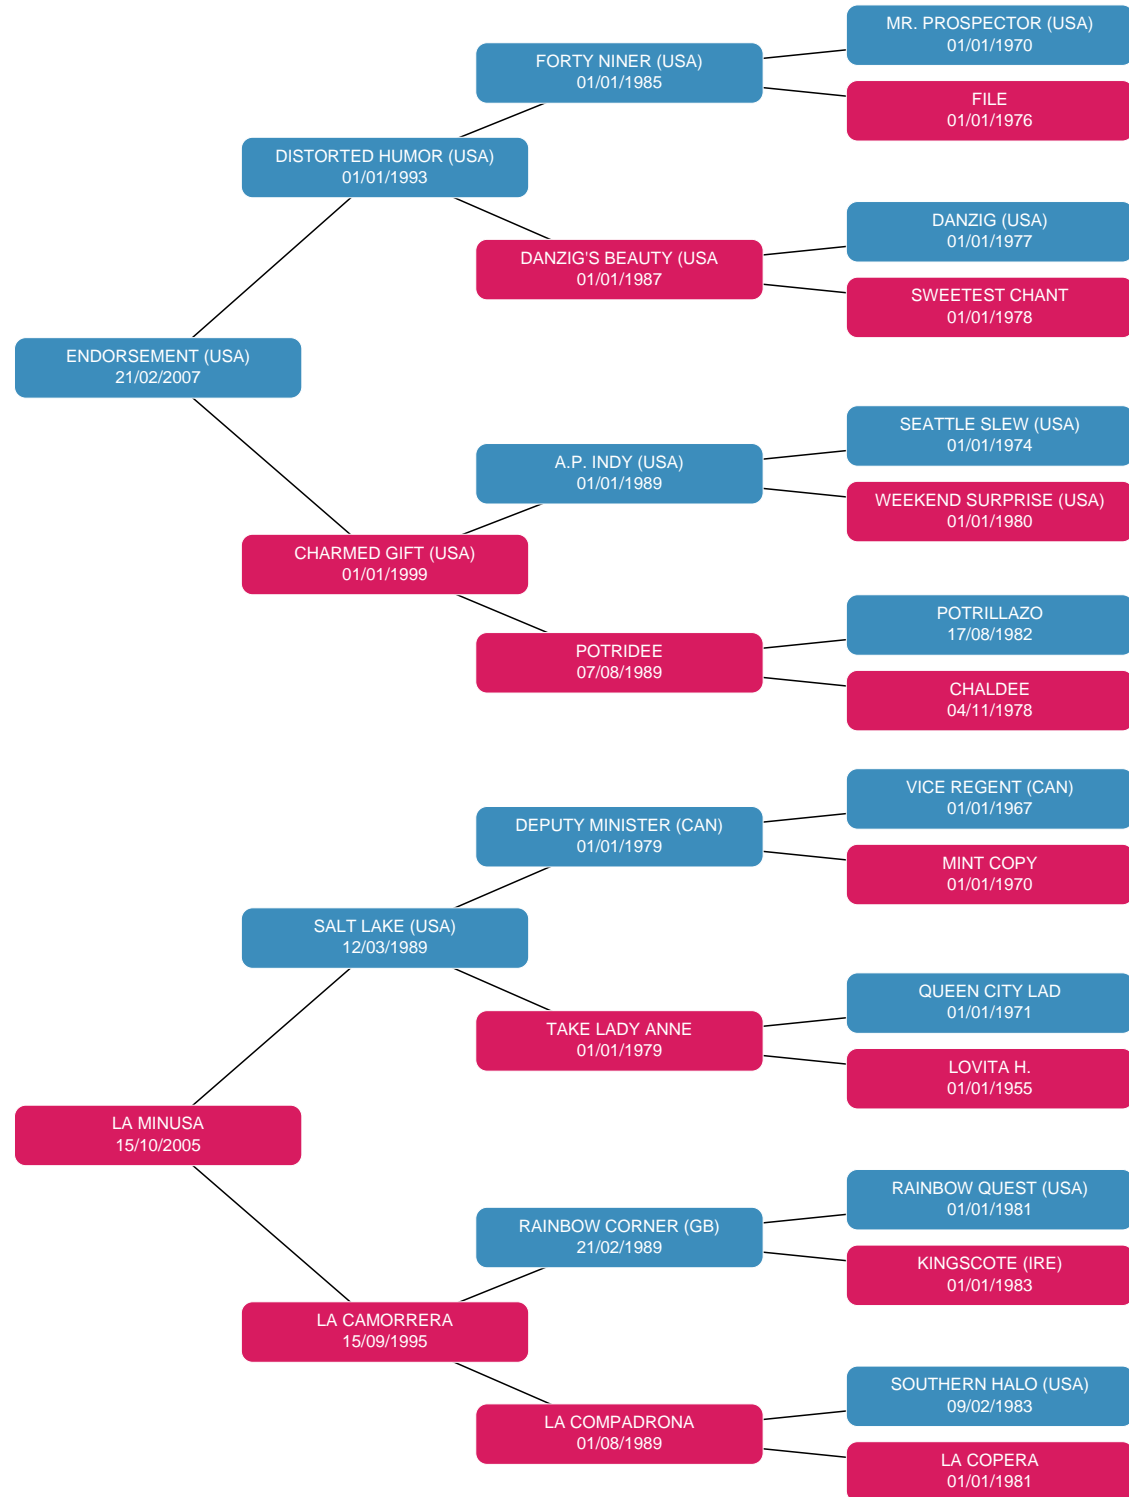 MR. PROSPECTOR (USA)
01/01/1970
FORTY NINER (USA)
01/01/1985
FILE
01/01/1976
DISTORTED HUMOR (USA)
01/01/1993
DANZIG (USA)
01/01/1977
DANZIG'S BEAUTY (USA
01/01/1987
SWEETEST CHANT
01/01/1978
ENDORSEMENT (USA)
21/02/2007
SEATTLE SLEW (USA)
01/01/1974
A.P. INDY (USA)
01/01/1989
WEEKEND SURPRISE (USA)
01/01/1980
CHARMED GIFT (USA)
01/01/1999
POTRILLAZO
17/08/1982
POTRIDEE
07/08/1989
CHALDEE
04/11/1978
VICE REGENT (CAN)
01/01/1967
DEPUTY MINISTER (CAN)
01/01/1979
MINT COPY
01/01/1970
SALT LAKE (USA)
12/03/1989
QUEEN CITY LAD
01/01/1971
TAKE LADY ANNE
01/01/1979
LOVITA H.
01/01/1955
LA MINUSA
15/10/2005
RAINBOW QUEST (USA)
01/01/1981
RAINBOW CORNER (GB)
21/02/1989
KINGSCOTE (IRE)
01/01/1983
LA CAMORRERA
15/09/1995
SOUTHERN HALO (USA)
09/02/1983
LA COMPADRONA
01/08/1989
LA COPERA
01/01/1981